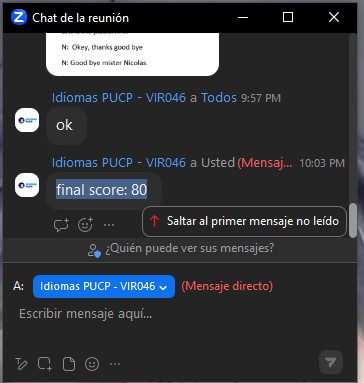 Chat de la reunión
N: Okey, thanks good bye
N: Good bye mister Nicolas.
Idiomas PUCP - VIR046 a Todos 9:57 PM
ok
Idiomas PUCP - VIR046 a Usted (Mensaj... 10:03 PM
final score: 80
Saltar al primer mensaje no leído
¿Quién puede ver sus mensajes?
A: Idiomas PUCP - VIR046 (Mensaje directo)
Escribir mensaje aquí...